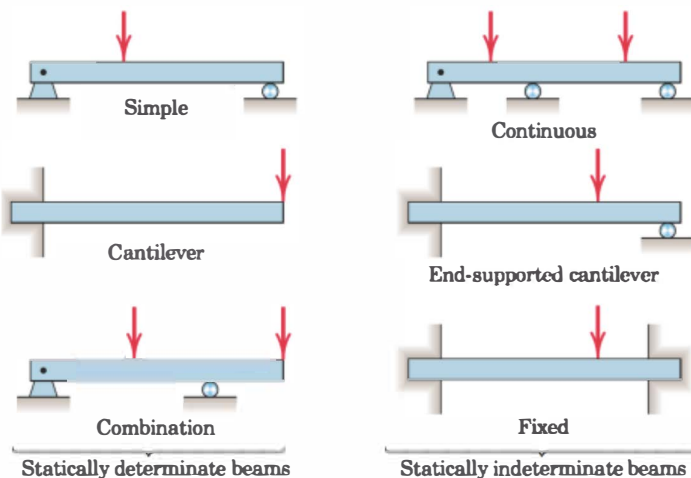 Simple
Continuous
Cantilever
End-supported cantilever
Combination
Fixed
Statically determinate beams
Statically indeterminate beams